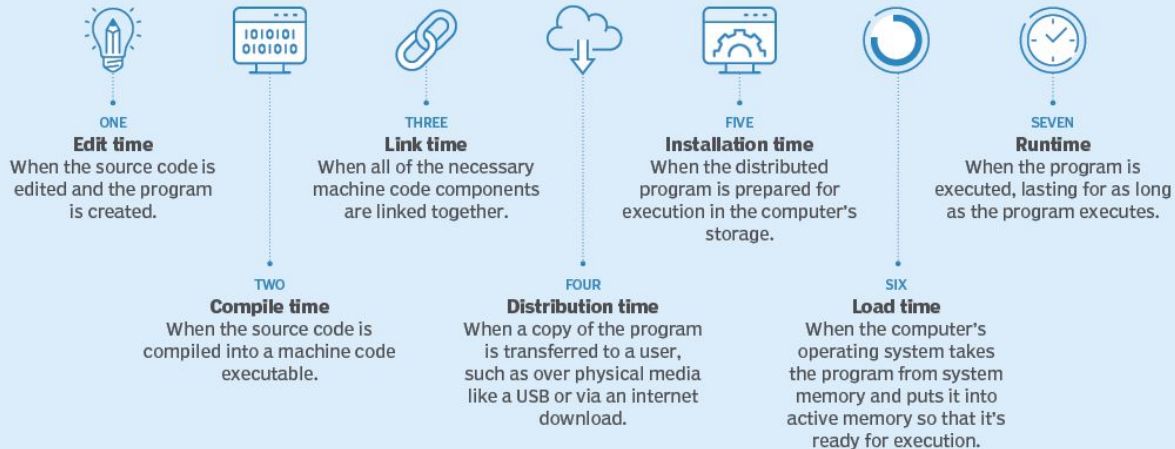 1010101
0101010
ONE
Edit time
When the source code is
edited and the program
is created.
TWO
Compile time
When the source code is
compiled into a machine code
executable.
THREE
Link time
When all of the necessary
machine code components
are linked together.
FOUR
Distribution time
When a copy of the program
is transferred to a user,
such as over physical media
like a USB or via an internet
download.
FIVE
Installation time
When the distributed
program is prepared for
execution in the computer's
storage.
SIX
Load time
When the computer's
operating system takes
the program from system
memory and puts it into
active memory so that it's
ready for execution.
SEVEN
Runtime
When the program is
executed, lasting for as long
as the program executes.